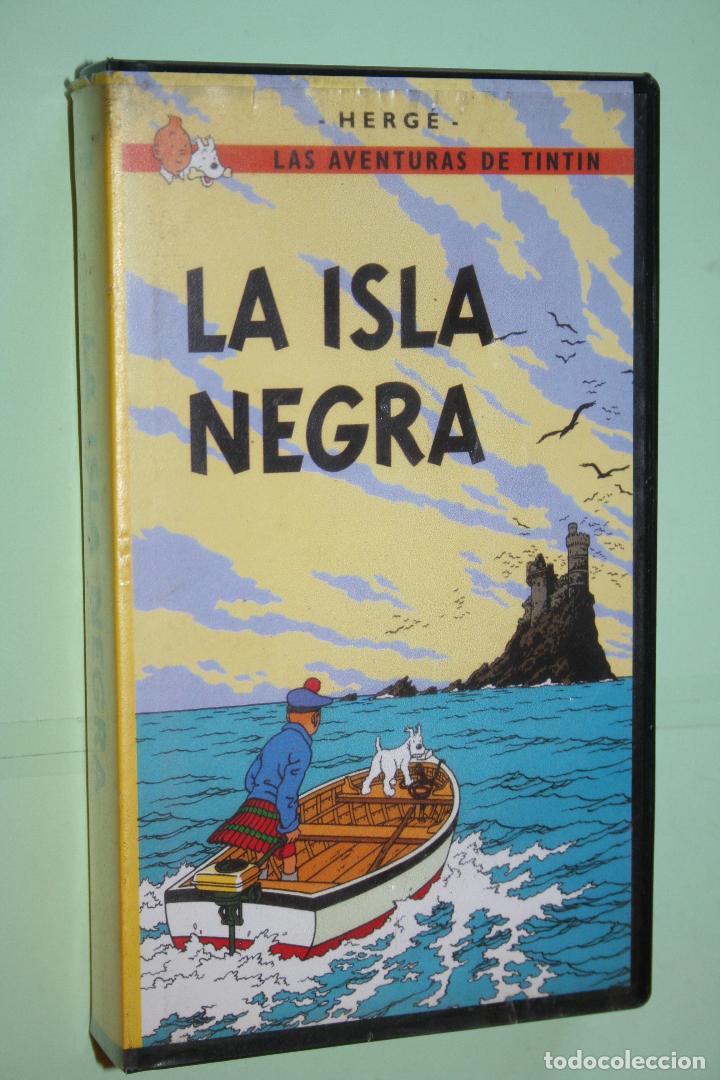 - HERGÉ -
LAS AVENTURAS DE TINTIN
LA ISLA
NEGRA
LA ISLA NEGRA
todocoleccion